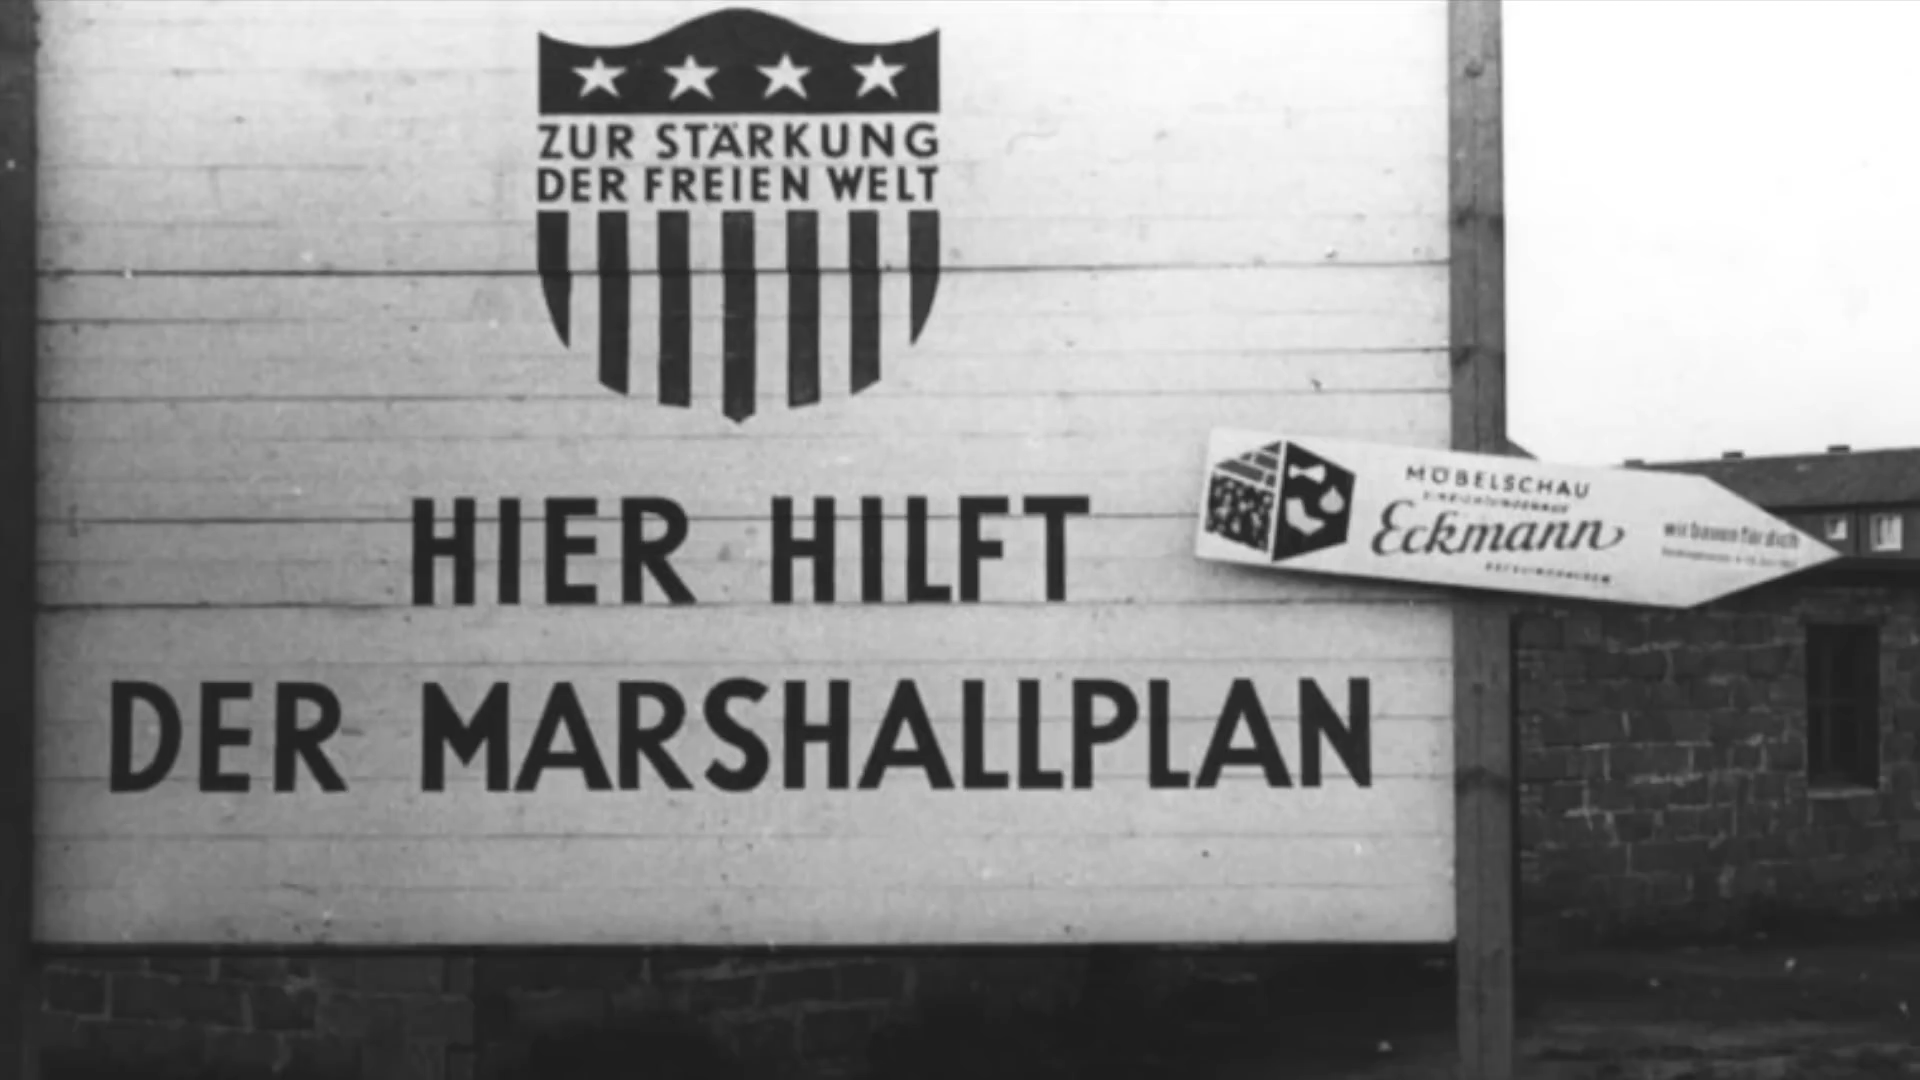 ZUR STÄRKUNG
DER FREIEN WELT
HIER HILFT
DER MARSHALLPLAN
MÖBELSCHAU
Eckmann
wir bauen für dich